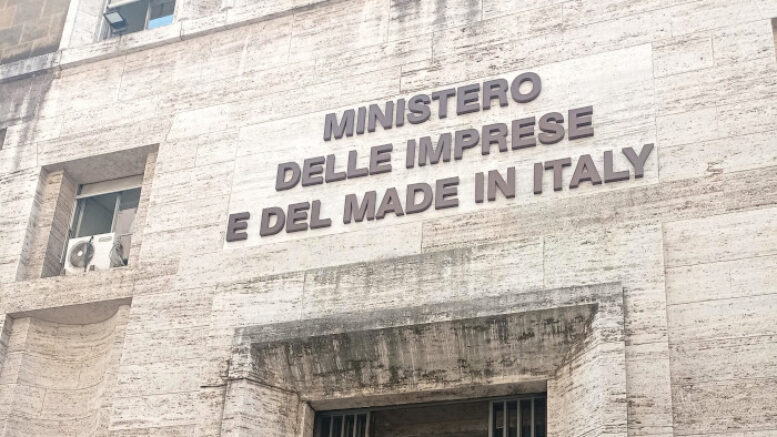 MINISTERO
DELLE IMPRESE
E DEL MADE IN ITALY